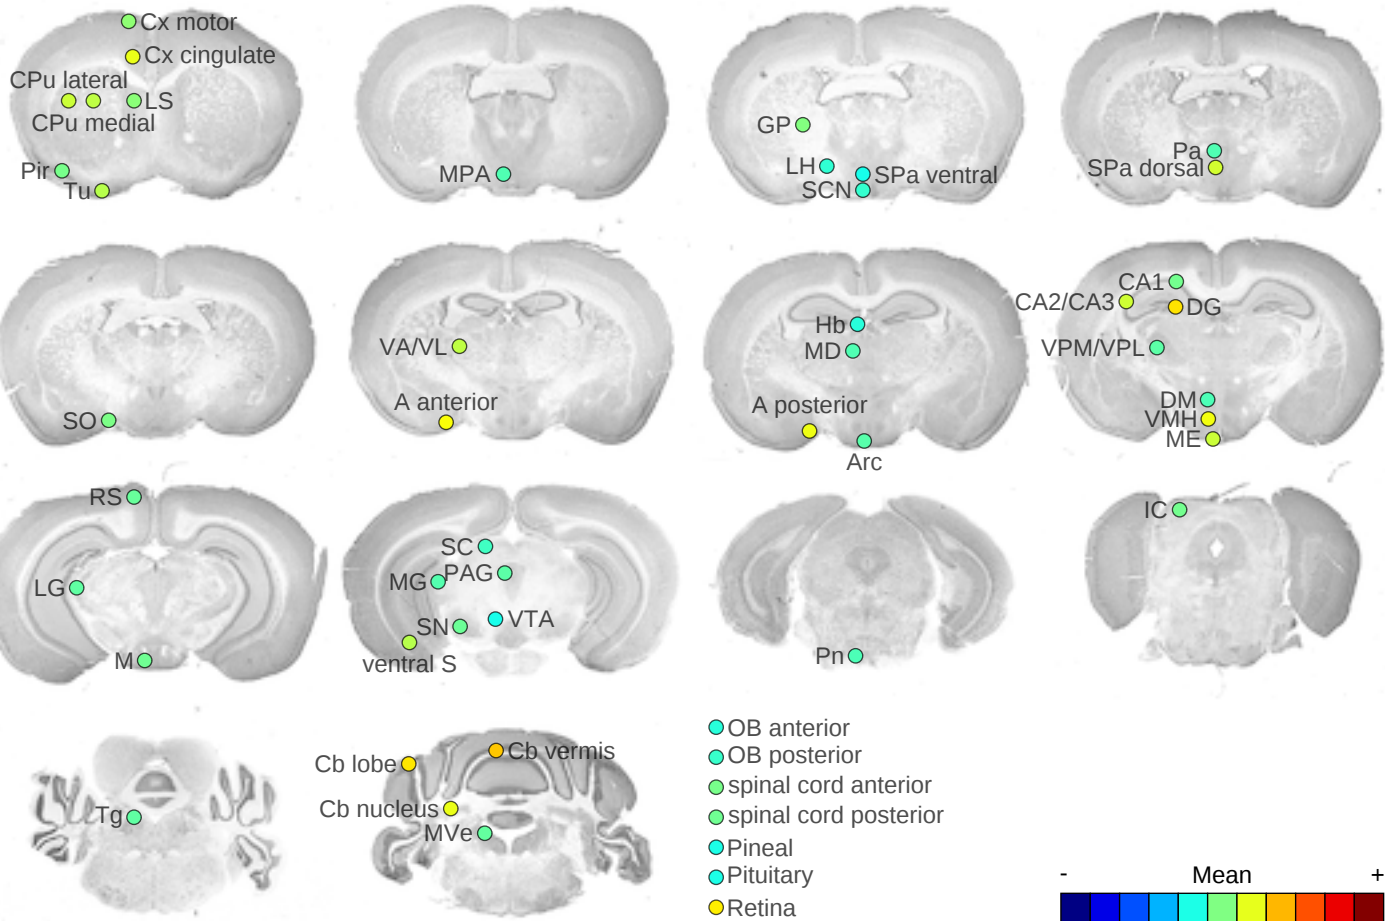 Cx motor
Cx cingulate
CPu lateral
LS
CPu medial
Pir
Tu
MPA
GP
LH
SPa ventral
SCN
Pa
SPa dorsal
SO
VA/VL
A anterior
Hb
MD
A posterior
Arc
CA1
CA2/CA3
DG
VPM/VPL
DM
VMH
ME
RS
LG
M
SC
PAG
MG
VTA
SN
ventral S
Pn
IC
Tg
Cb vermis
Cb lobe
Cb nucleus
MVe
OB anterior
OB posterior
spinal cord anterior
spinal cord posterior
Pineal
Pituitary
Retina
- Mean +